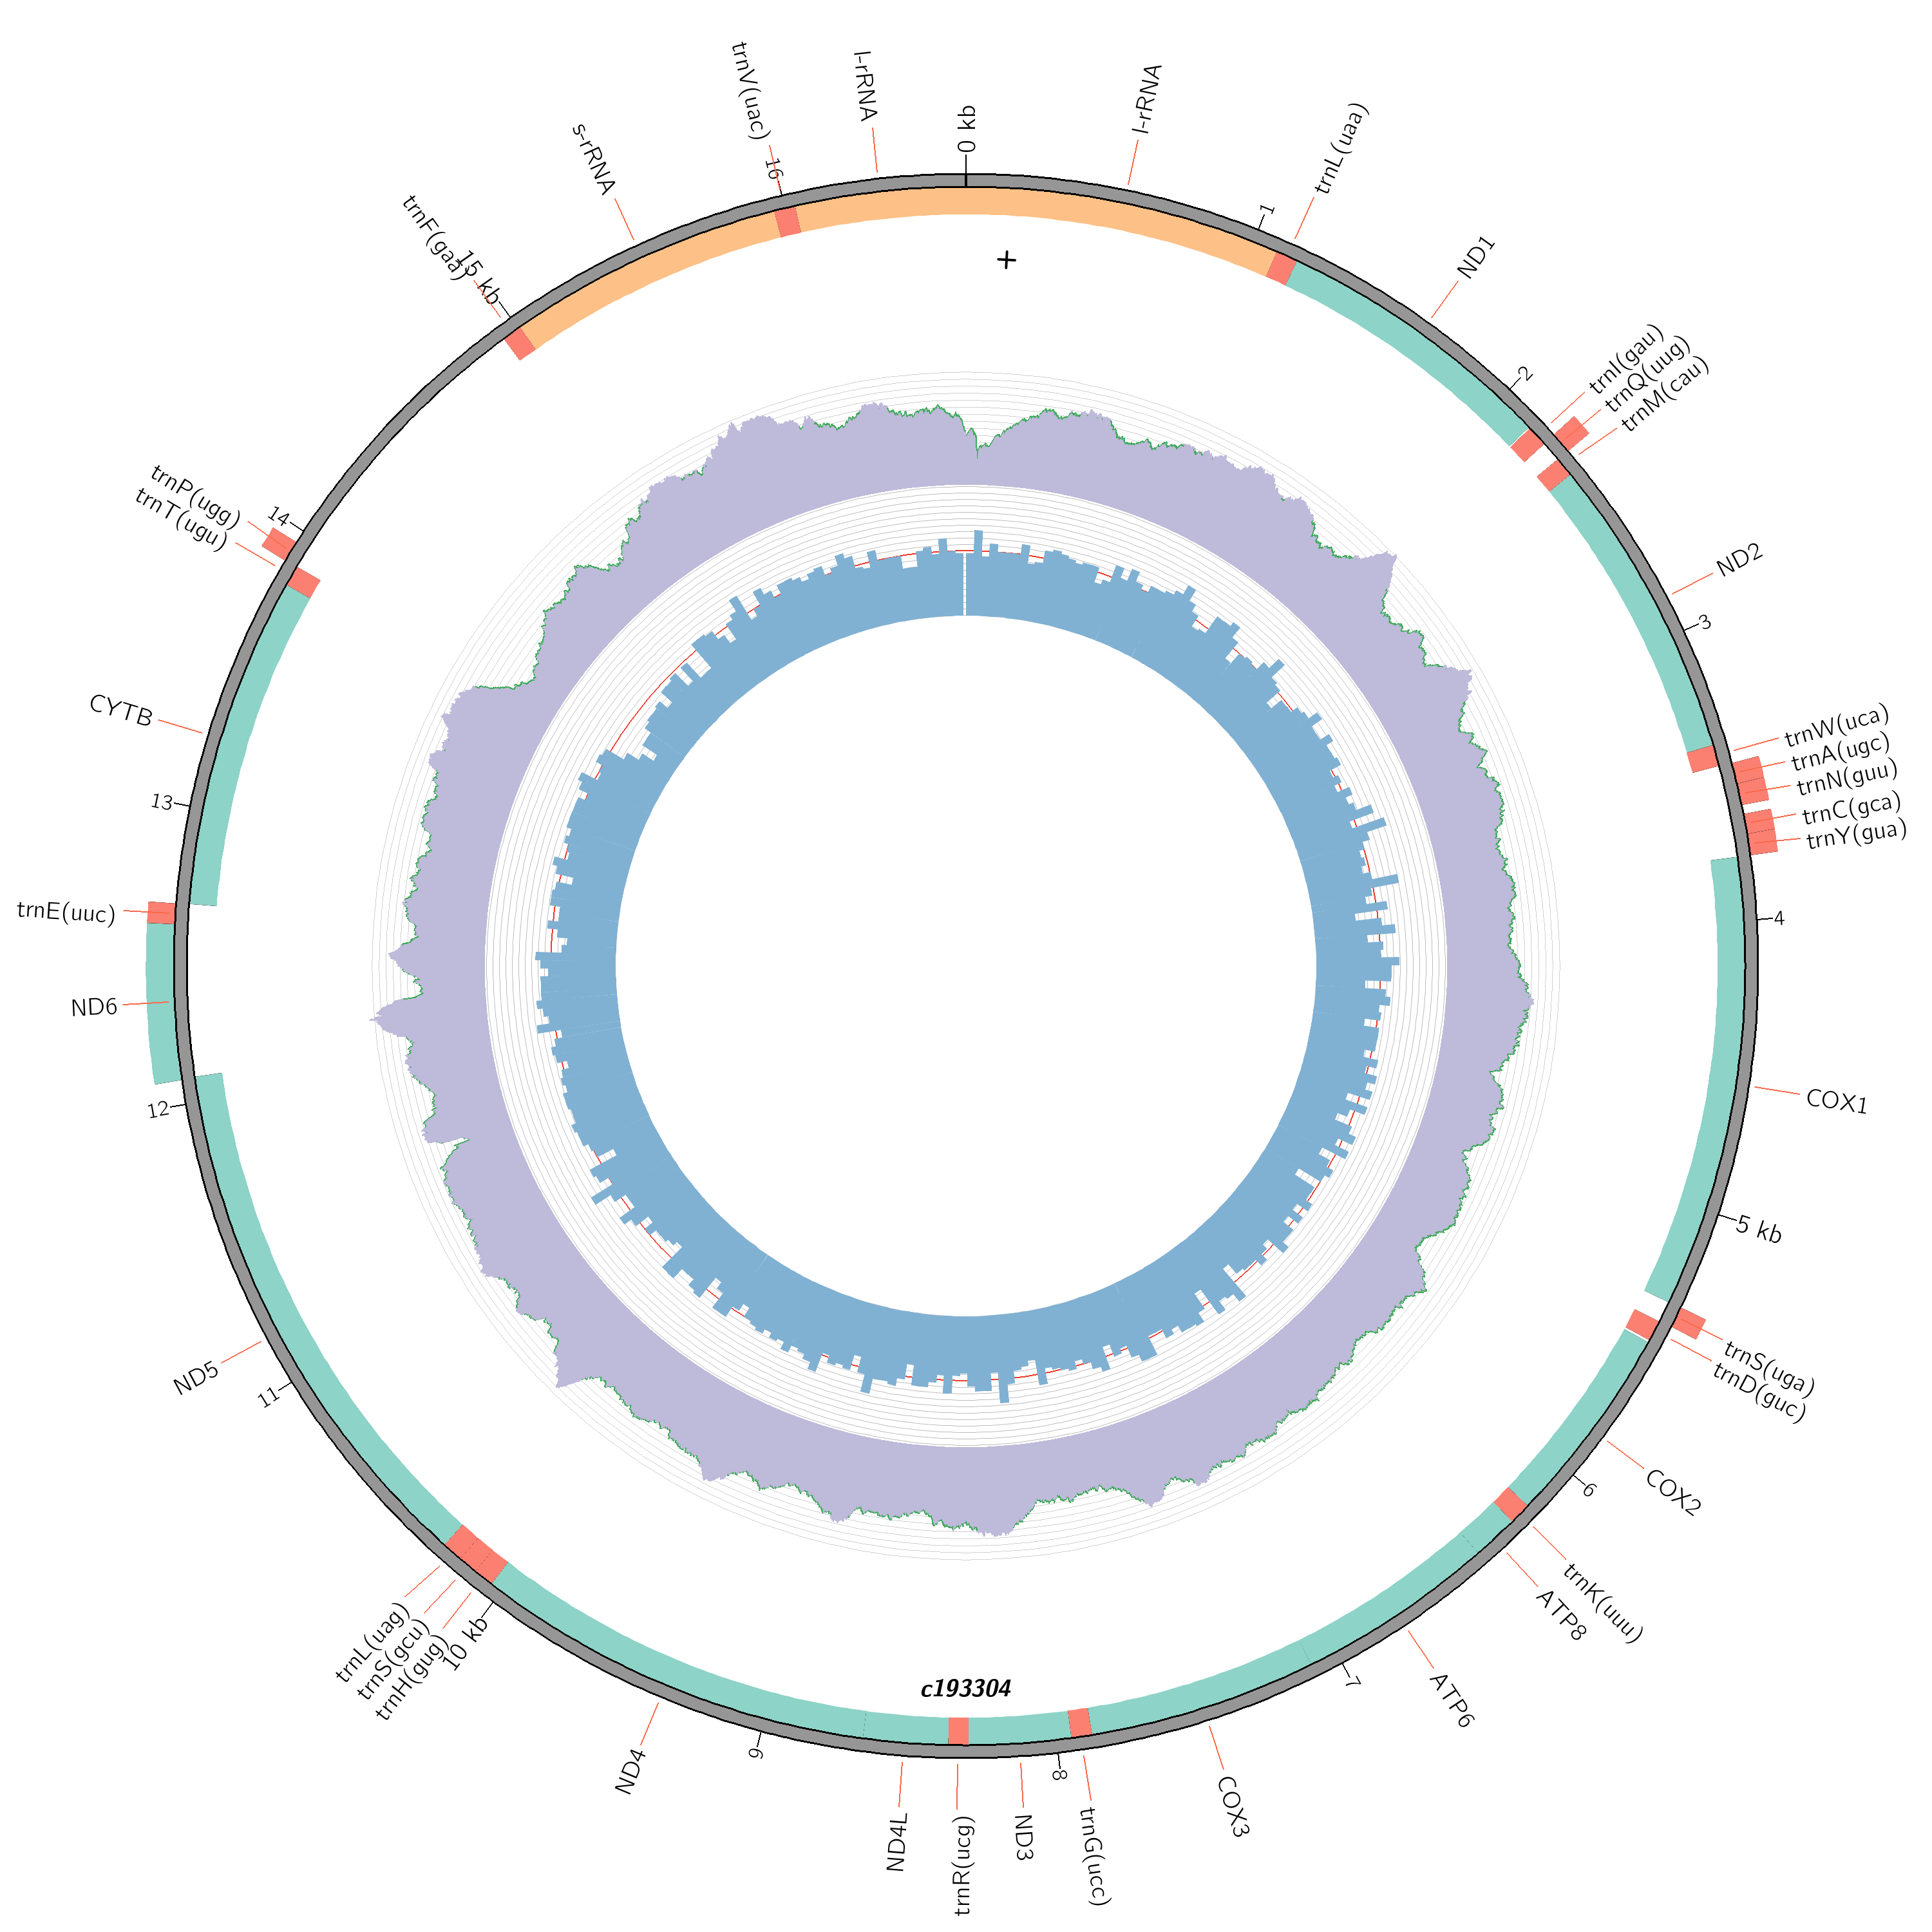 0 kb
l-rRNA
trnL(uaa)
1
ND1
2
trnI(gau)
trnQ(uug)
trnM(cau)
ND2
3
trnW(uca)
trnA(ugc)
trnN(guu)
trnC(gca)
trnY(gua)
4
COX1
5 kb
trnS(uga)
trnD(guc)
COX2
6
trnK(uuu)
ATP8
ATP6
7
COX3
trnG(ucc)
8
ND3
trnR(ucg)
ND4L
c193304
9
ND4
10 kb
trnH(gug)
trnS(gcu)
trnL(uag)
11
ND5
12
ND6
trnE(uuc)
13
CYTB
trnT(ugu)
trnP(ugg)
14
15 kb
trnF(gaa)
s-rRNA
16
trnV(uac)
l-rRNA
+